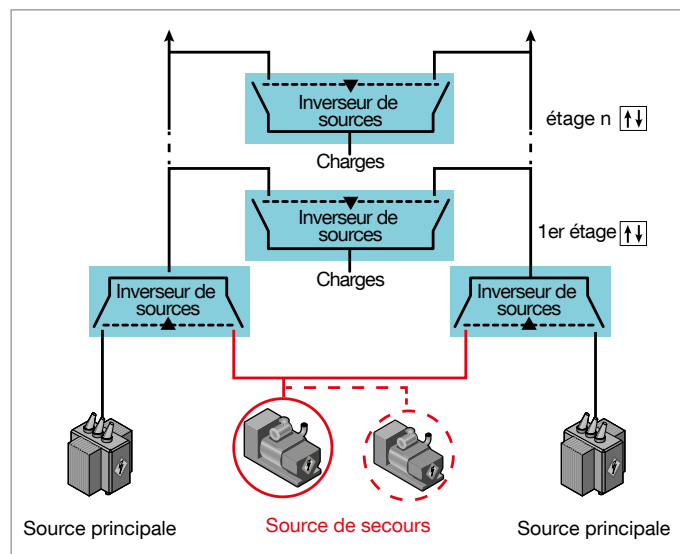 Inverseur de
sources
étage n
Charges
Inverseur de
sources
1er étage
Charges
Inverseur de
sources
Inverseur de
sources
Source principale
Source de secours
Source principale